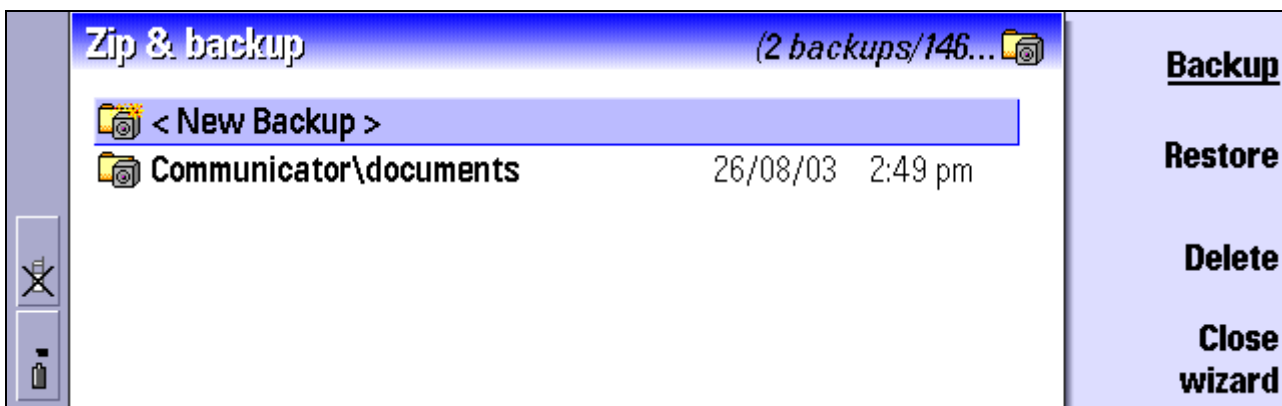 Zip & backup (2 backups/146...
< New Backup >
Communicator\documents 26/08/03 2:49 pm
Backup
Restore
Delete
Close
wizard